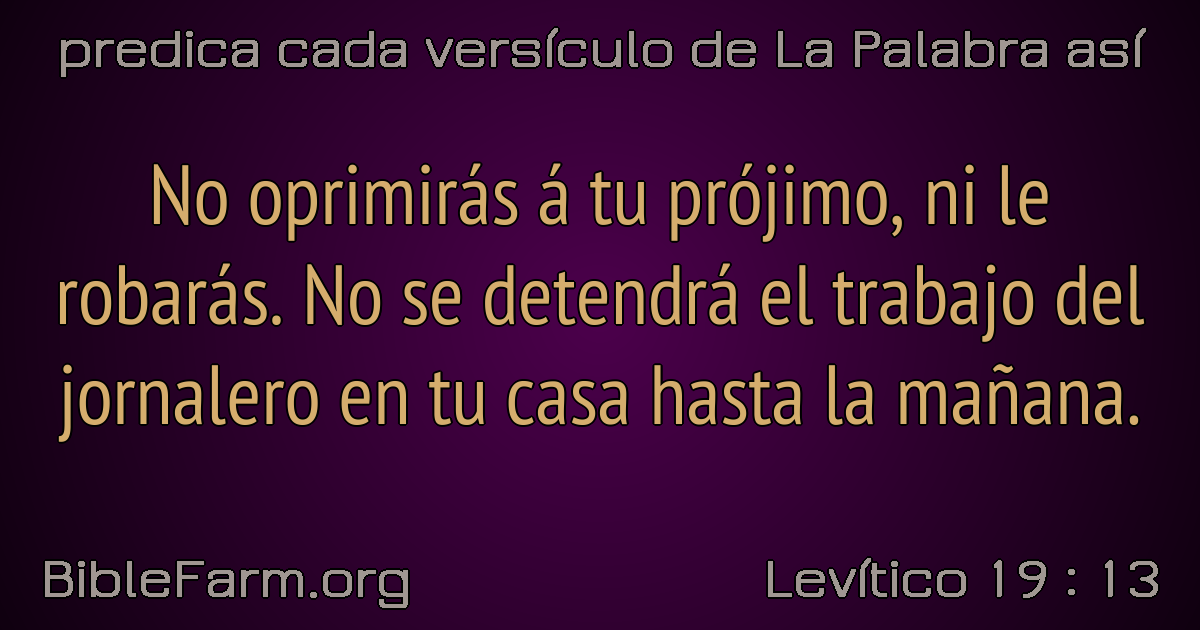 predica cada versículo de La Palabra así
No oprimirás á tu prójimo, ni le
robarás. No se detendrá el trabajo del
jornalero en tu casa hasta la mañana.
BibleFarm.org
Levítico 19 : 13